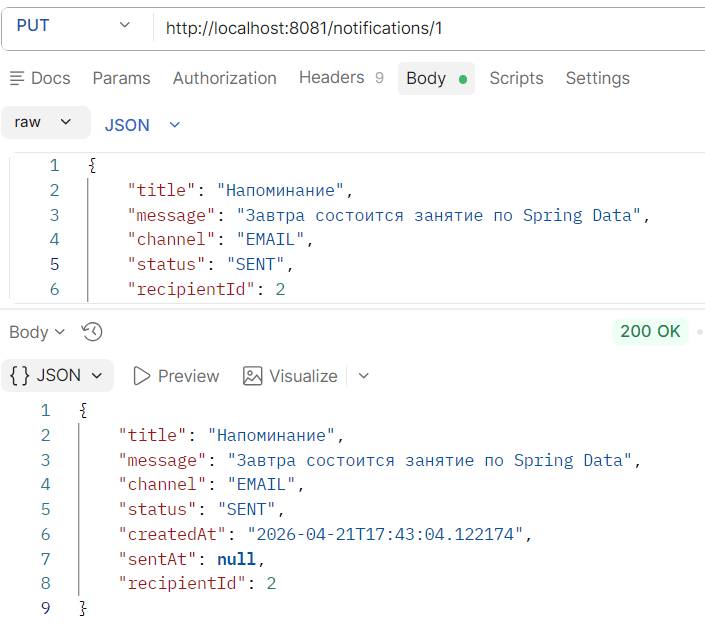 PUT http://localhost:8081/notifications/1
Docs Params Authorization Headers 9 Body Scripts Settings
raw JSON
1 {
2 "title": "Напоминание",
3 "message": "Завтра состоится занятие по Spring Data",
4 "channel": "EMAIL",
5 "status": "SENT",
6 "recipientId": 2
Body 200 OK
{} JSON Preview Visualize
1 {
2 "title": "Напоминание",
3 "message": "Завтра состоится занятие по Spring Data",
4 "channel": "EMAIL",
5 "status": "SENT",
6 "createdAt": "2026-04-21T17:43:04.122174",
7 "sentAt": null,
8 "recipientId": 2
9 }